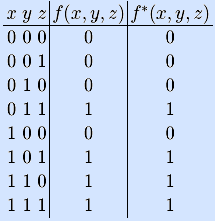 x y z f(x, y, z) f*(x, y, z)
0 0 0 0 0
0 0 1 0 0
0 1 0 0 0
0 1 1 1 1
1 0 0 0 0
1 0 1 1 1
1 1 0 1 1
1 1 1 1 1